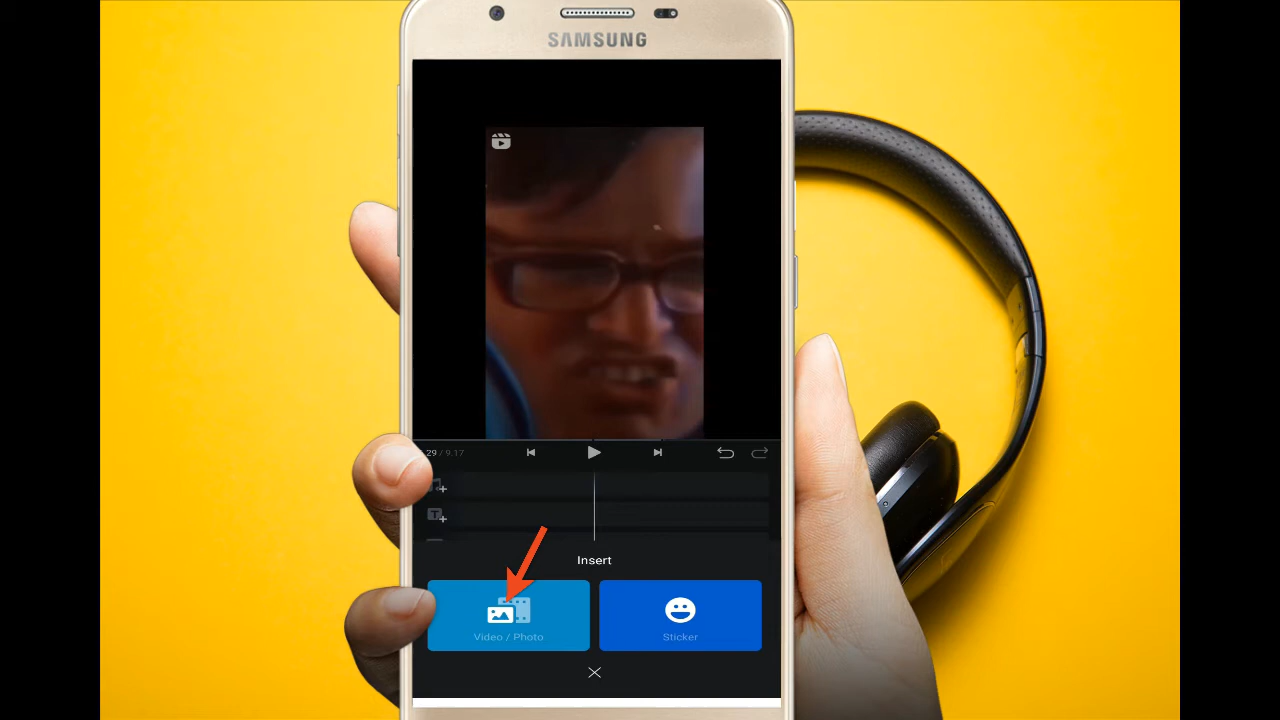 SAMSUNG
.29 / 9.17
T
Insert
Video / Photo
Sticker